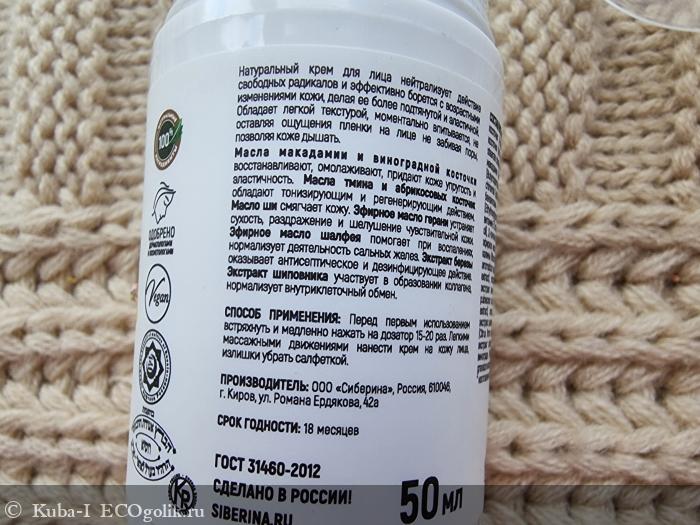 Натуральный крем для лица нейтрализует действие
свободных радикалов и эффективно борется с возрастными
изменениями кожи, делая ее более подтянутой и эластичной.
Обладает легкой текстурой, моментально впитывается, не
оставляя ощущения пленки на лице не забивая поры,
позволяя коже дышать.
Масла макадамии и виноградной косточки
восстанавливают, омолаживают, придают коже упругость и
эластичность. Масла тмина и абрикосовых косточек
обладают тонизирующим и регенерирующим действием.
Масло ши смягчает кожу. Эфирное масло герани устраняет
сухость, раздражение и шелушение чувствительной кожи.
Эфирное масло шалфея помогает при воспалениях,
нормализует деятельность сальных желез. Экстракт березы
оказывает антисептическое и дезинфицирующее действие.
Экстракт шиповника участвует в образовании коллагена,
нормализует внутриклеточный обмен.
СПОСОБ ПРИМЕНЕНИЯ: Перед первым использованием
встряхнуть и медленно нажать на дозатор 15-20 раз. Легкими
массажными движениями нанести крем на кожу лица,
излишки убрать салфеткой.
ПРОИЗВОДИТЕЛЬ: ООО «Сиберина», Россия, 610046,
г. Киров, ул. Романа Ердякова, 42а
СРОК ГОДНОСТИ: 18 месяцев
ГОСТ 31460-2012
СДЕЛАНО В РОССИИ!
SIBERINA.RU
50 МЛ
100%
ОДОБРЕНО
Vegan
© Kuba-I ECOgolik.ru